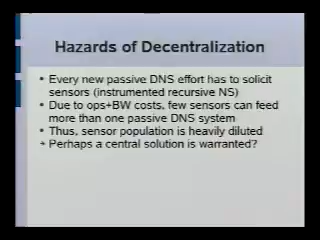 Hazards of Decentralization
• Every new passive DNS effort has to solicit
sensors (instrumented recursive NS)
• Due to ops+BW costs, few sensors can feed
more than one passive DNS system
• Thus, sensor population is heavily diluted
• Perhaps a central solution is warranted?